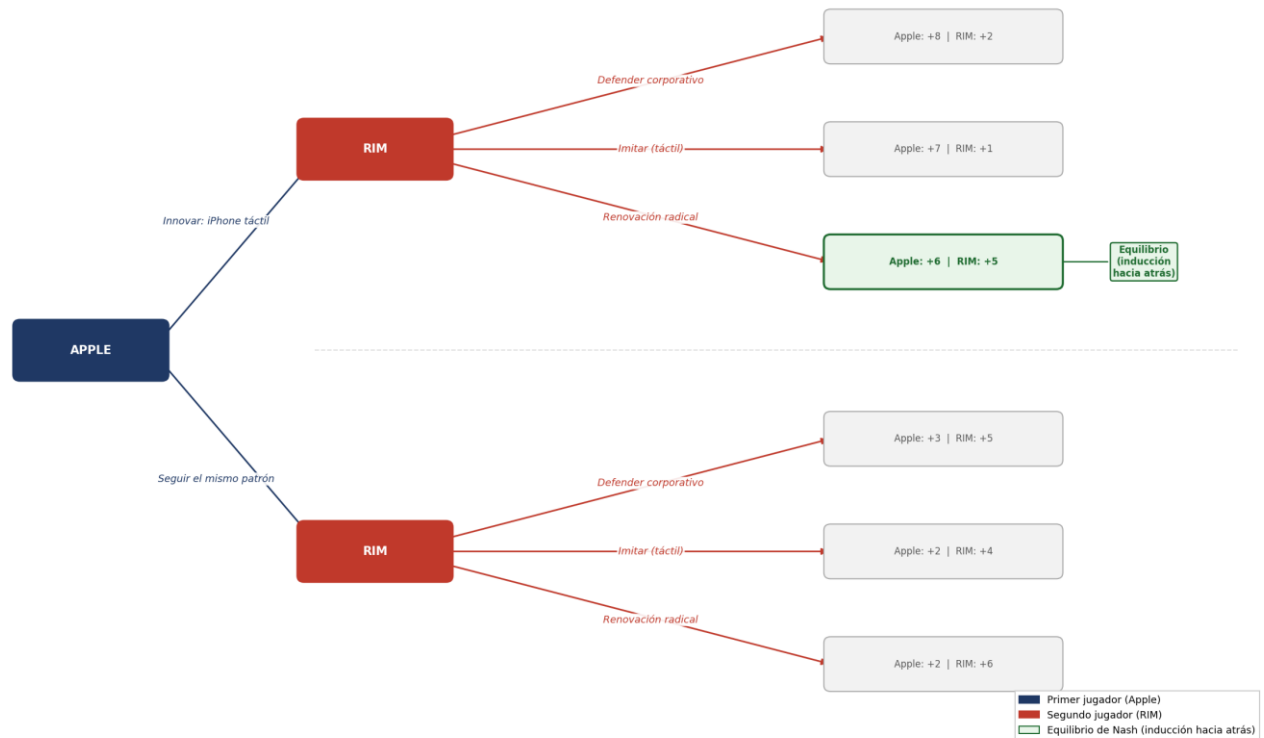 Apple: +8 | RIM: +2
Defender corporativo
RIM
Imitar (táctil)
Apple: +7 | RIM: +1
Innovar: iPhone táctil
Renovación radical
Apple: +6 | RIM: +5
Equilibrio
(inducción
hacia atrás)
APPLE
Seguir el mismo patrón
Apple: +3 | RIM: +5
Defender corporativo
RIM
Imitar (táctil)
Apple: +2 | RIM: +4
Renovación radical
Apple: +2 | RIM: +6
Primer jugador (Apple)
Segundo jugador (RIM)
Equilibrio de Nash (inducción hacia atrás)